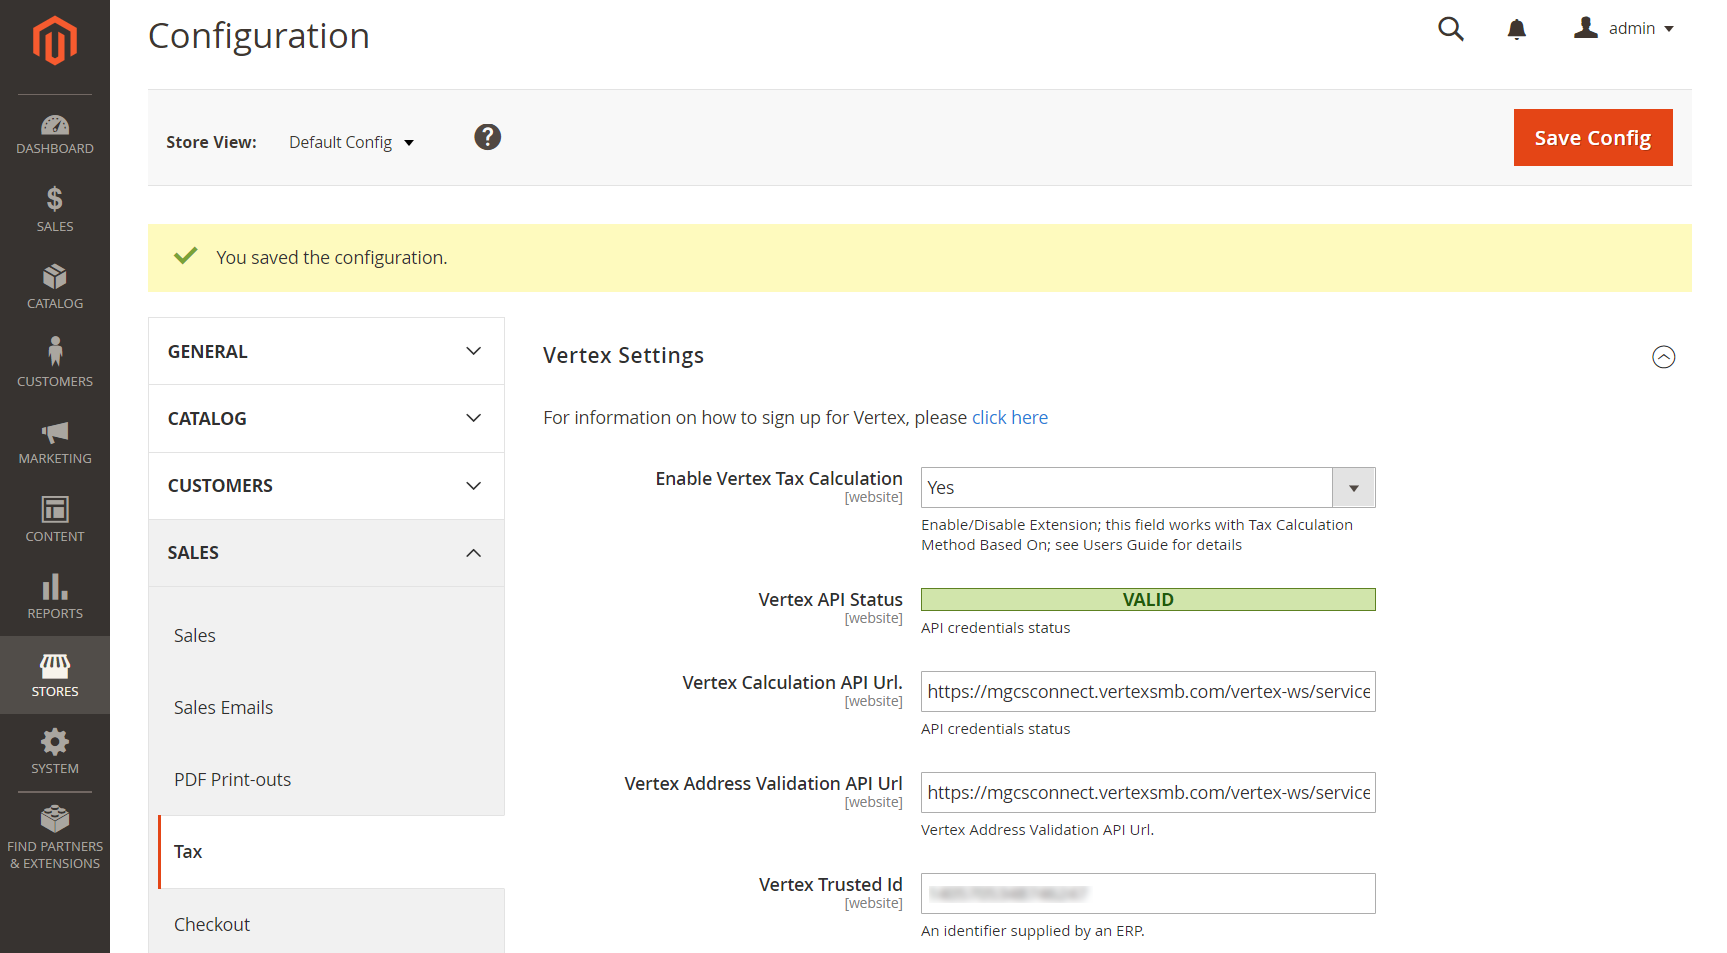 Configuration
admin
DASHBOARD
SALES
CATALOG
CUSTOMERS
MARKETING
CONTENT
REPORTS
STORES
SYSTEM
FIND PARTNERS
& EXTENSIONS
Store View: Default Config ?
Save Config
You saved the configuration.
GENERAL
CATALOG
CUSTOMERS
SALES
Sales
Sales Emails
PDF Print-outs
Tax
Checkout
Vertex Settings
For information on how to sign up for Vertex, please click here
Enable Vertex Tax Calculation
[website]
Yes
Enable/Disable Extension; this field works with Tax Calculation
Method Based On; see Users Guide for details
Vertex API Status
[website]
VALID
API credentials status
Vertex Calculation API Url.
[website]
https://mgcsconnect.vertexsmb.com/vertex-ws/service
API credentials status
Vertex Address Validation API Url
[website]
https://mgcsconnect.vertexsmb.com/vertex-ws/service
Vertex Address Validation API Url.
Vertex Trusted Id
[website]
An identifier supplied by an ERP.